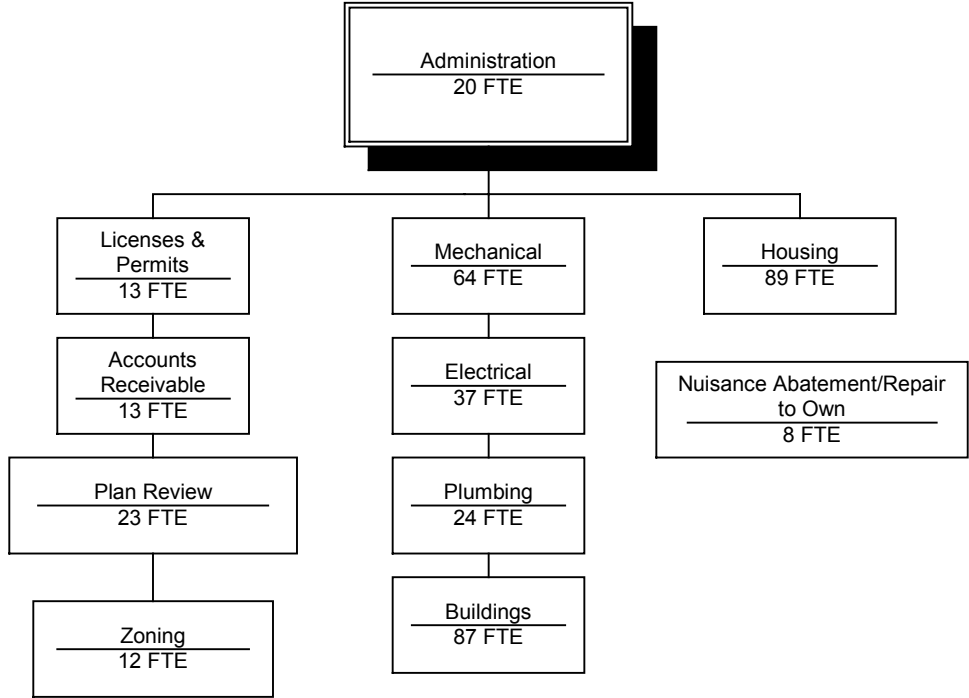 Administration
20 FTE
Licenses &
Permits
13 FTE
Accounts
Receivable
13 FTE
Plan Review
23 FTE
Zoning
12 FTE
Mechanical
64 FTE
Electrical
37 FTE
Plumbing
24 FTE
Buildings
87 FTE
Housing
89 FTE
Nuisance Abatement/Repair
to Own
8 FTE